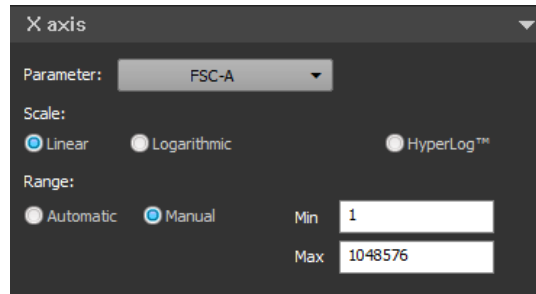 X axis
Parameter: FSC-A
Scale:
Linear Logarithmic HyperLog™
Range:
Automatic Manual Min 1
Max 1048576